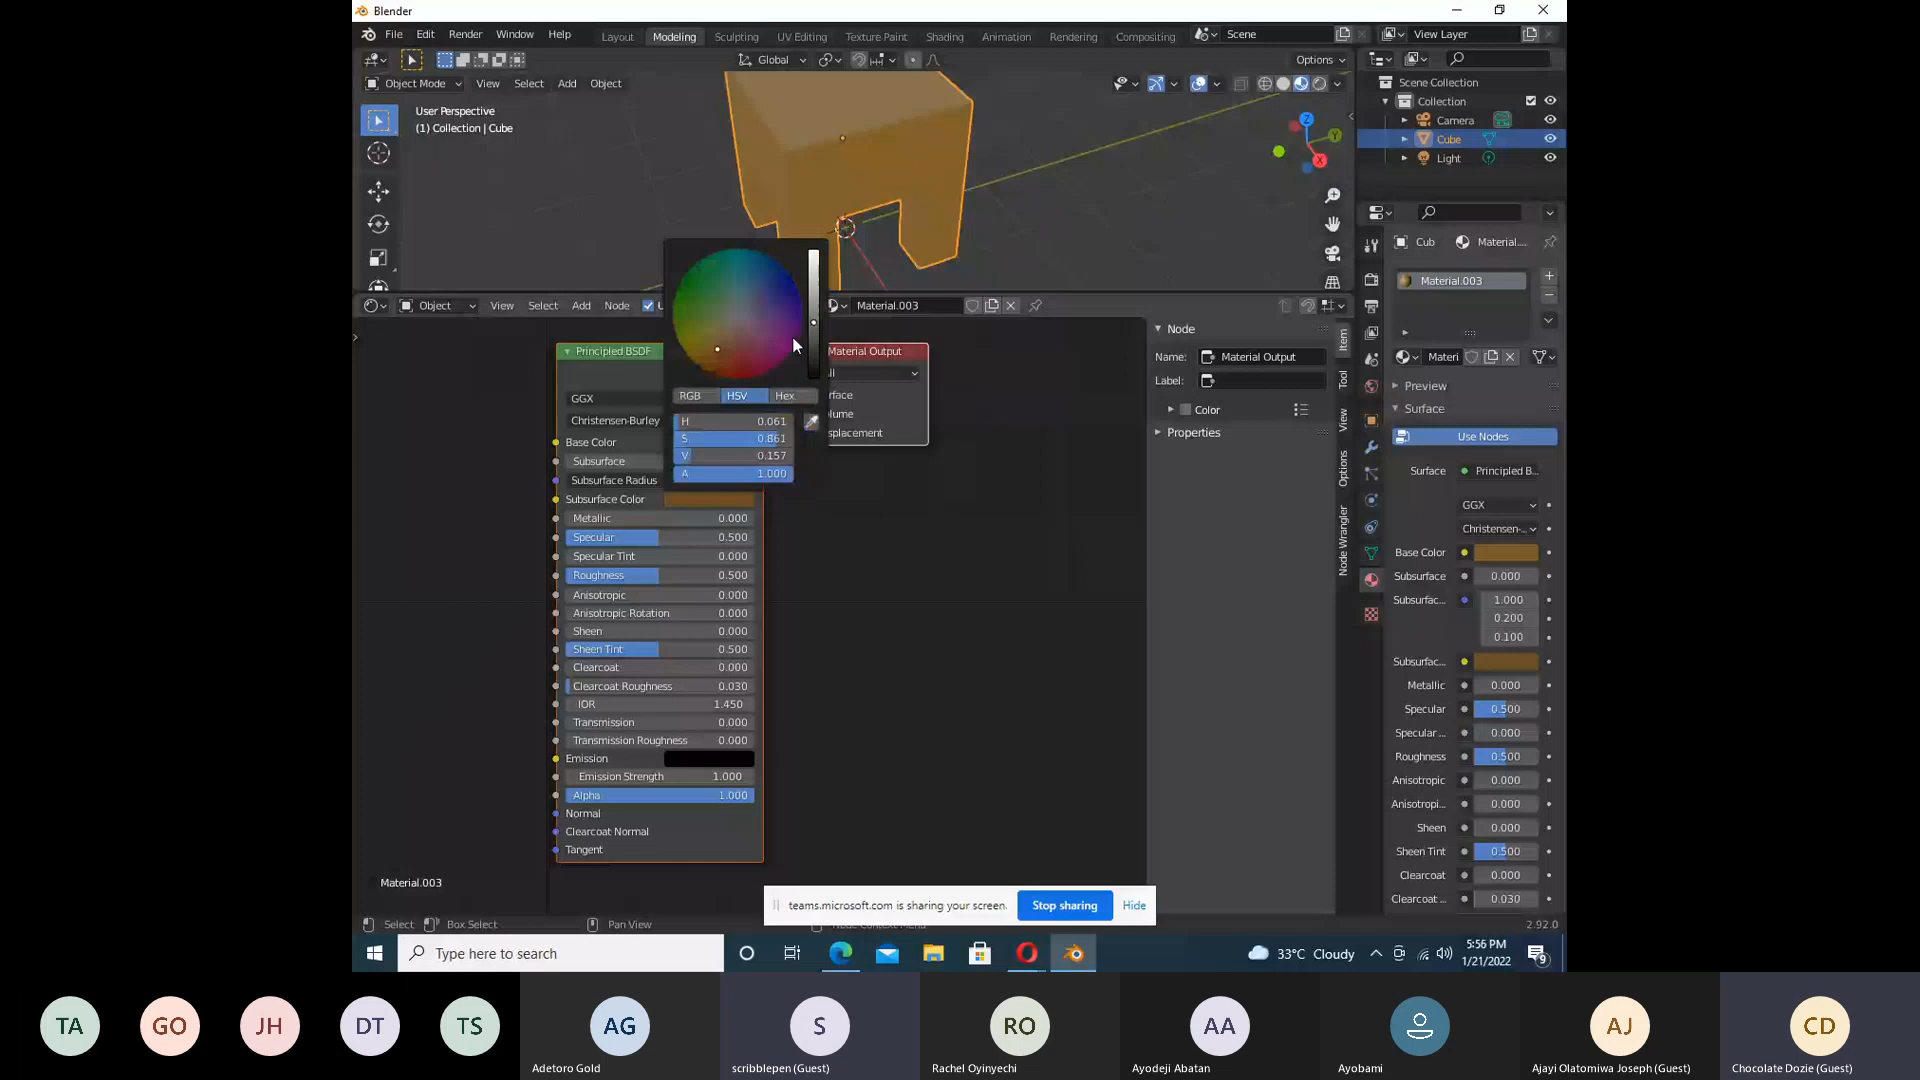 Blender
File Edit Render Window Help Layout Modeling Sculpting UV Editing Texture Paint Shading Animation Rendering Compositing Scene View Layer
Global Options
Object Mode View Select Add Object
User Perspective
(1) Collection | Cube
Z
Y
X
Scene Collection
Collection
Camera
Cube
Light
Cub Material....
Material.003
Object View Select Add Node Material.003
Principled BSDF
GGX
Christensen-Burley
Base Color
Subsurface
Subsurface Radius
Subsurface Color
Metallic 0.000
Specular 0.500
Specular Tint 0.000
Roughness 0.500
Anisotropic 0.000
Anisotropic Rotation 0.000
Sheen 0.000
Sheen Tint 0.500
Clearcoat 0.000
Clearcoat Roughness 0.030
IOR 1.450
Transmission 0.000
Transmission Roughness 0.000
Emission
Emission Strength 1.000
Alpha 1.000
Normal
Clearcoat Normal
Tangent
RGB HSV Hex
H 0.061
S 0.861
V 0.157
A 1.000
Material Output
ll
rface
lume
splacement
Node
Name: Material Output
Label:
Color
Properties
Item
Tool
View
Options
Node Wrangler
Materi
Preview
Surface
Use Nodes
Surface Principled B...
GGX
Christensen-...
Base Color
Subsurface 0.000
Subsurfac... 1.000
0.200
0.100
Subsurfac...
Metallic 0.000
Specular 0.500
Specular ... 0.000
Roughness 0.500
Anisotropic 0.000
Anisotropi... 0.000
Sheen 0.000
Sheen Tint 0.500
Clearcoat 0.000
Clearcoat ... 0.030
Material.003
teams.microsoft.com is sharing your screen. Stop sharing Hide
Select Box Select Pan View Node Context Menu 2.92.0
Type here to search
33°C Cloudy
5:56 PM
1/21/2022
9
TA GO JH DT TS AG S RO AA AJ CD
Adetoro Gold scribblepen (Guest) Rachel Oyinyechi Ayodeji Abatan Ayobami Ajayi Olatomiwa Joseph (Guest) Chocolate Dozie (Guest)